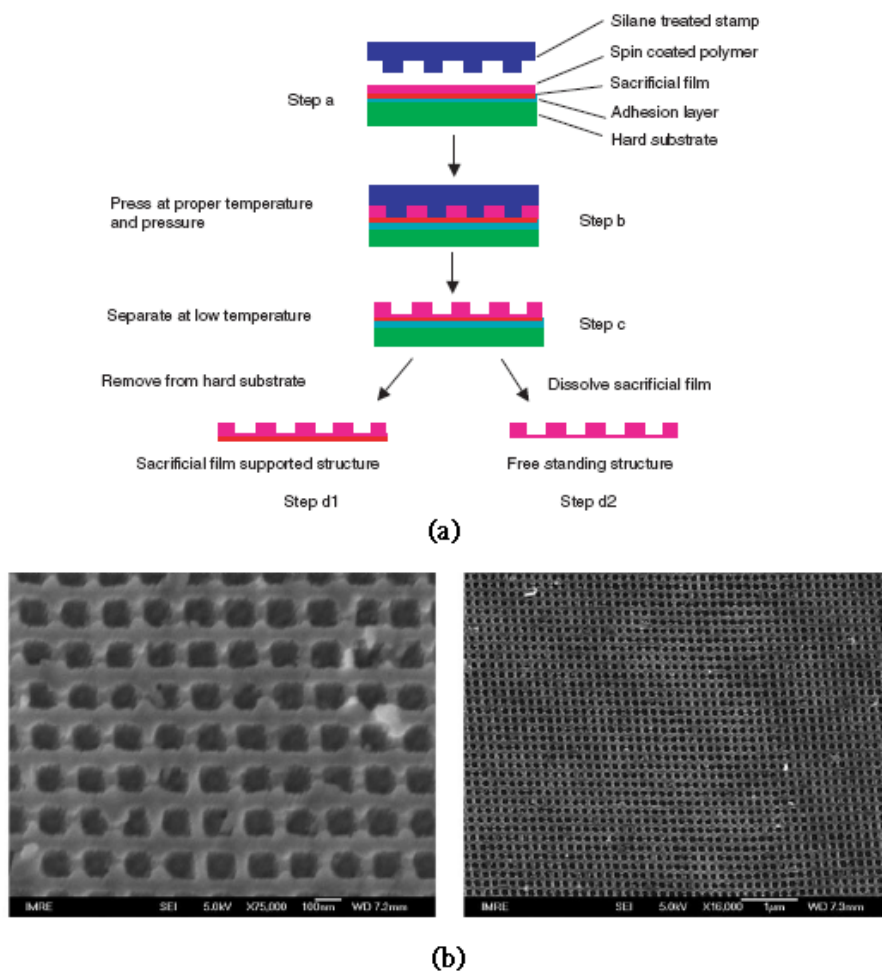 Silane treated stamp
Spin coated polymer
Sacrificial film
Step a
Adhesion layer
Hard substrate
Press at proper temperature
and pressure
Step b
Separate at low temperature
Step c
Remove from hard substrate
Dissolve sacrificial film
Sacrificial film supported structure
Free standing structure
Step d1
Step d2
(a)
IMRE SEI 5.0kV X75,000 100nm WD 7.2mm
IMRE SEI 5.0kV X16,000 1μm WD 7.3mm
(b)